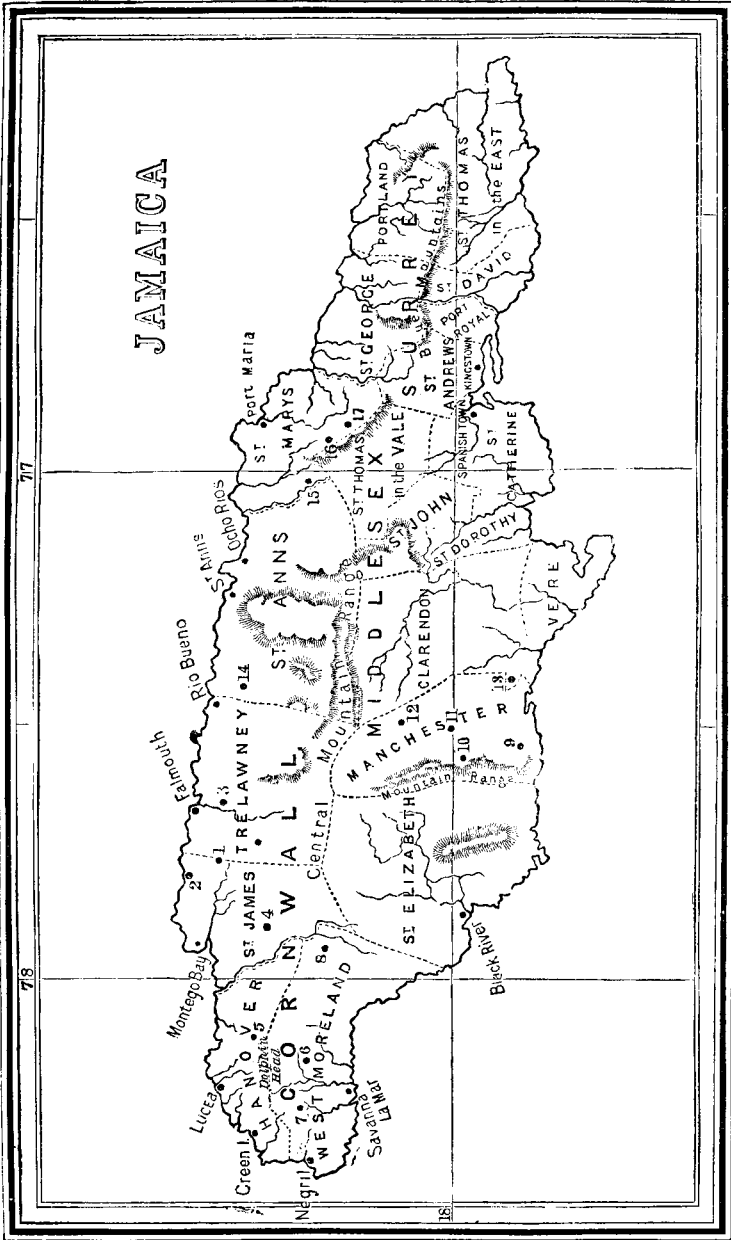 JAMAICA
77
78
18
Negril
Green I.
Lucea
Montego Bay
Falmouth
Rio Bueno
St Anns
Ocho Rios
Port Maria
Savanna
La Mar
Black River
HANOVER
Dolphin
Head
WESTMORELAND
CORNWALL
ST JAMES
TRELAWNEY
ST ELIZABETH
Central Mountain Range
MANCHESTER
Mountain Range
ST ANNS
MIDDLESEX
CLARENDON
VERE
ST JOHN
ST DOROTHY
ST THOMAS
in the VALE
ST
MARYS
SPANISH TOWN
ST
CATHERINE
ST
ANDREWS
KINGSTOWN
PORT
ROYAL
ST GEORGE
SURREY
Blue Mountains
PORTLAND
ST DAVID
ST THOMAS
in the EAST
1
2
3
4
5
6
7
8
9
10
11
12
13
14
15
16
17